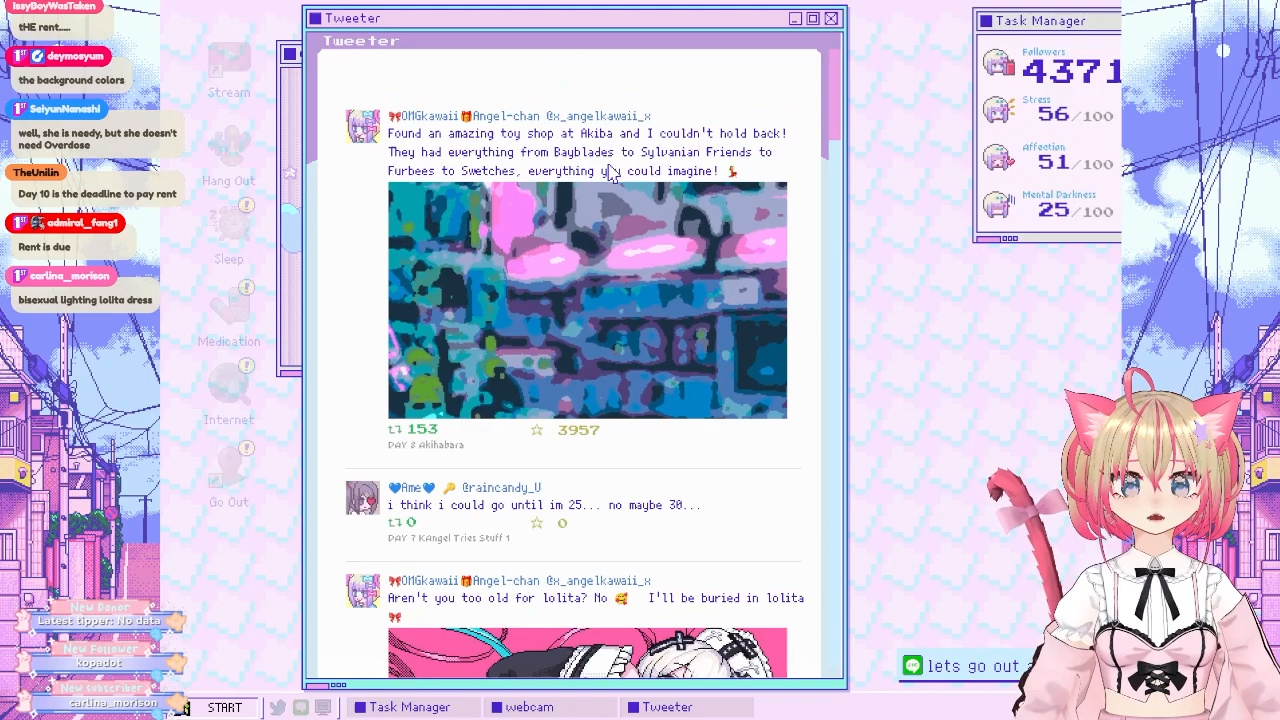 IssyBoyWasTaken
tHE rent.....
1ST deymosyum
the background colors
1ST SeiyunNanashi
well, she is needy, but she doesn't
need Overdose
TheUnilin
Day 10 is the deadline to pay rent
1ST admiral_fang1
Rent is due
1ST carlina_morison
bisexual lighting lolita dress
New Donor
Latest tipper: No data
New Follower
kopadot
New subscriber
carlina_morison
Stream
Hang Out
Sleep
Medication
Internet
Go Out
Tweeter
Tweeter
OMGkawaii Angel-chan @x_angelkawaii_x
Found an amazing toy shop at Akiba and I couldn't hold back!
They had everything from Bayblades to Sylvanian Friends to
Furbees to Swetches, everything you could imagine!
153 3957
DAY 8 Akihabara
Ame @raincandy_U
i think i could go until im 25... no maybe 30...
0 0
DAY 7 KAngel Tries Stuff 1
OMGkawaii Angel-chan @x_angelkawaii_x
Aren't you too old for lolita? No I'll be buried in lolita
Task Manager
Followers
4371
Stress
56/100
Affection
51/100
Mental Darkness
25/100
lets go out
START
Task Manager
webcam
Tweeter